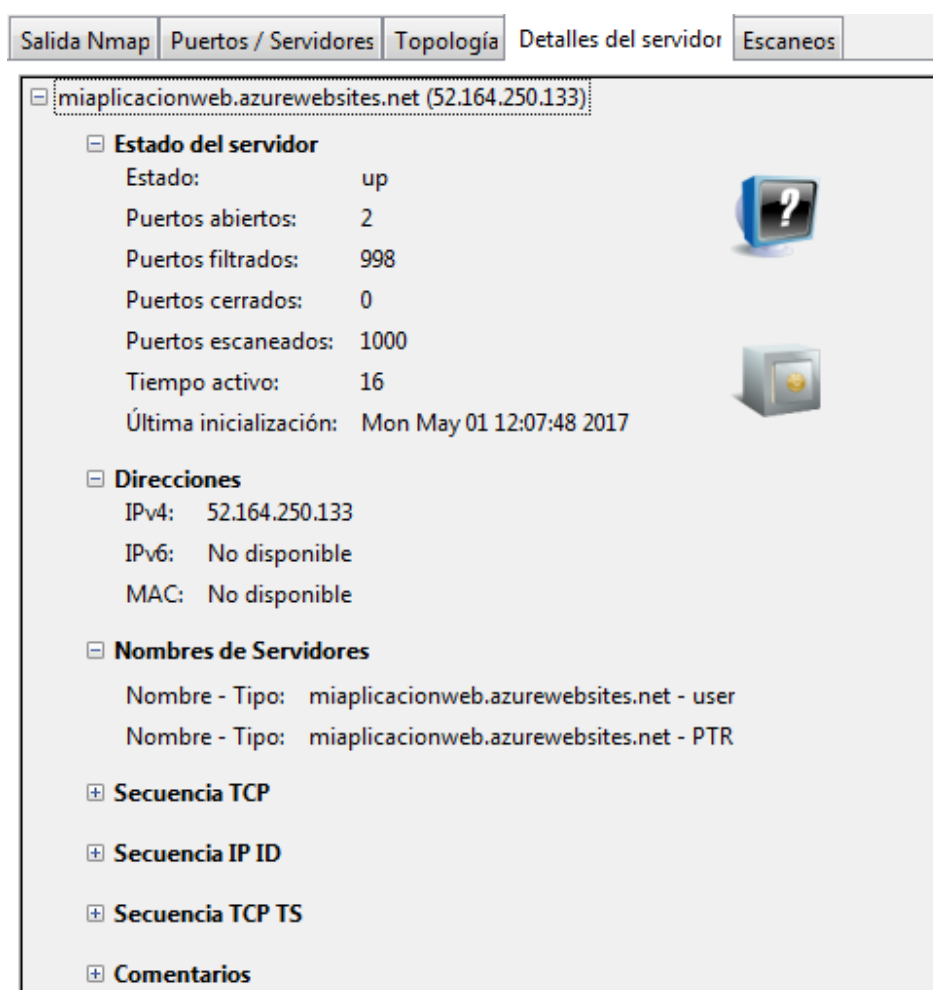 Salida Nmap Puertos / Servidores Topología Detalles del servidor Escaneos
miaplicacionweb.azurewebsites.net (52.164.250.133)
Estado del servidor
Estado: up
Puertos abiertos: 2
Puertos filtrados: 998
Puertos cerrados: 0
Puertos escaneados: 1000
Tiempo activo: 16
Última inicialización: Mon May 01 12:07:48 2017
Direcciones
IPv4: 52.164.250.133
IPv6: No disponible
MAC: No disponible
Nombres de Servidores
Nombre - Tipo: miaplicacionweb.azurewebsites.net - user
Nombre - Tipo: miaplicacionweb.azurewebsites.net - PTR
Secuencia TCP
Secuencia IP ID
Secuencia TCP TS
Comentarios